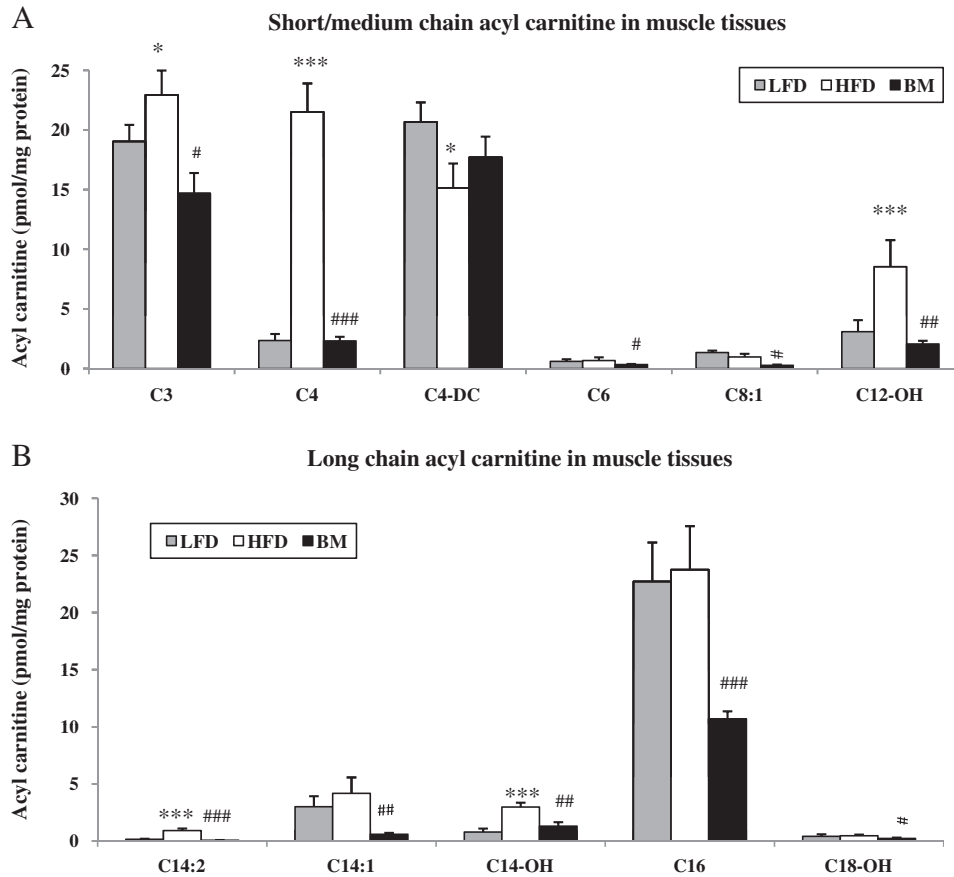 A
Short/medium chain acyl carnitine in muscle tissues
Acyl carnitine (pmol/mg protein)
25
20
15
10
5
0
LFD HFD BM
*
#
***
###
*
#
#
***
##
C3 C4 C4-DC C6 C8:1 C12-OH
B
Long chain acyl carnitine in muscle tissues
Acyl carnitine (pmol/mg protein)
30
25
20
15
10
5
0
LFD HFD BM
***
###
##
***
##
###
#
C14:2 C14:1 C14-OH C16 C18-OH